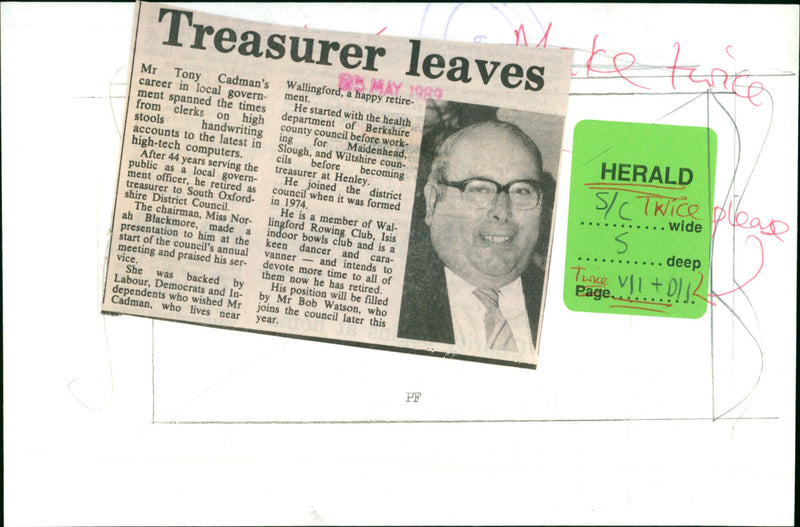 Make twice
Treasurer leaves
25 MAY 1989
Mr Tony Cadman's
career in local govern-
ment spanned the times
from clerks on high
stools handwriting
accounts to the latest in
high-tech computers.
After 44 years serving the
public as a local govern-
ment officer, he retired as
treasurer to South Oxford-
shire District Council.
The chairman, Miss Nor-
ah Blackmore, made a
presentation to him at the
start of the council's annual
meeting and praised his ser-
vice.
She was backed by
Labour, Democrats and In-
dependents who wished Mr
Cadman, who lives near
Wallingford, a happy retire-
ment.
He started with the health
department of Berkshire
county council before work-
ing for Maidenhead,
Slough, and Wiltshire coun-
cils before becoming
treasurer at Henley.
He joined the district
council when it was formed
in 1974.
He is a member of Wal-
lingford Rowing Club, Isis
indoor bowls club and is a
keen dancer and cara-
vanner — and intends to
devote more time to all of
them now he has retired.
His position will be filled
by Mr Bob Watson, who
joins the council later this
year.
HERALD
S/C Twice please
wide
S
deep
Twice
Page V/1 + D/1
PF